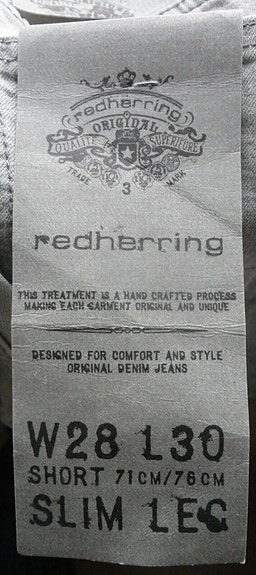 redherring
ORIGINAL
QUALITÉ SUPERIEURE
TRADE MARK
3
redherring
THIS TREATMENT IS A HAND CRAFTED PROCESS
MAKING EACH GARMENT ORIGINAL AND UNIQUE
DESIGNED FOR COMFORT AND STYLE
ORIGINAL DENIM JEANS
W28 L30
SHORT 71CM/76CM
SLIM LEG